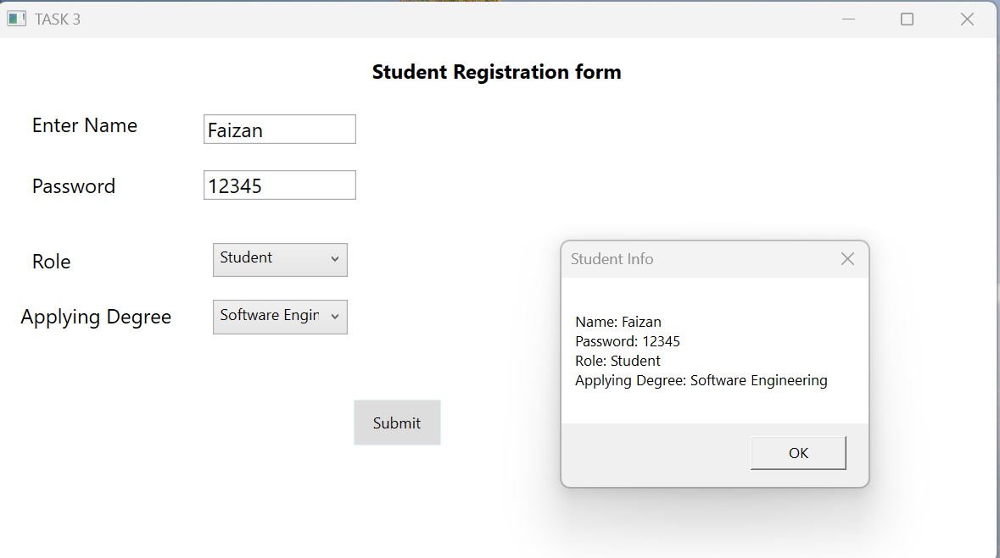 TASK 3
Student Registration form
Enter Name
Faizan
Password
12345
Role
Student
Applying Degree
Software Engin
Submit
Student Info
Name: Faizan
Password: 12345
Role: Student
Applying Degree: Software Engineering
OK